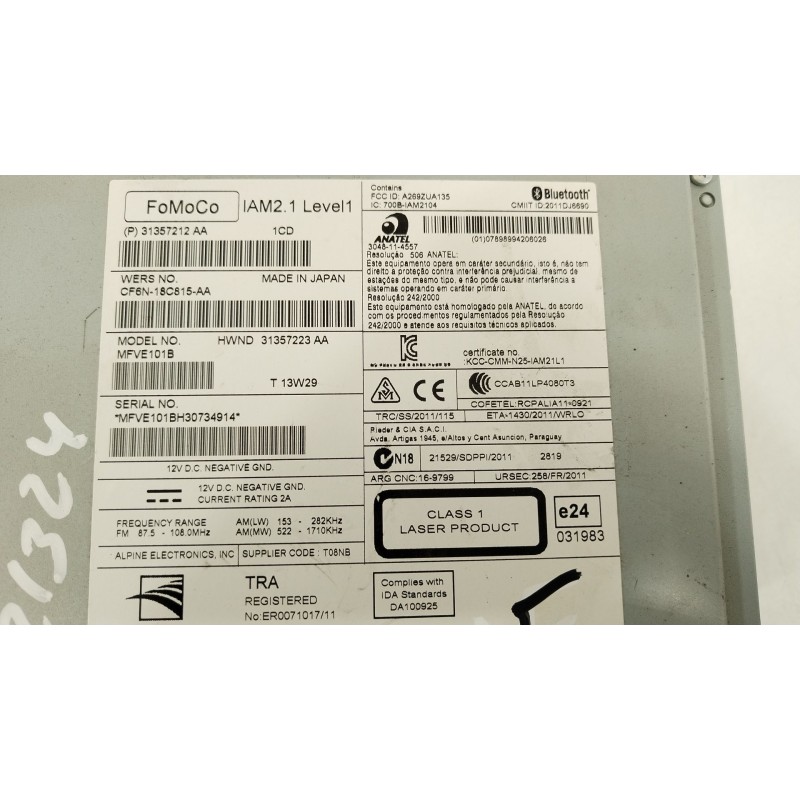 FoMoCo IAM2.1 Level1
(P) 31357212 AA 1CD
WERS NO. MADE IN JAPAN
CF6N-18C815-AA
MODEL NO. HWND 31357223 AA
MFVE101B
T 13W29
SERIAL NO.
*MFVE101BH30734914*
12V D.C. NEGATIVE GND.
12V D.C. NEGATIVE GND.
CURRENT RATING 2A
FREQUENCY RANGE AM(LW) 153 - 282KHz
FM 87.5 - 108.0MHz AM(MW) 522 - 1710KHz
ALPINE ELECTRONICS, INC SUPPLIER CODE : T08NB
TRA
REGISTERED
No:ER0071017/11
Complies with
IDA Standards
DA100925
Contains
FCC ID: A269ZUA135
IC: 700B-IAM2104
Bluetooth
CMIIT ID:2011DJ6690
ANATEL
3048-11-4557
(01)07898994206026
Resolução 506 ANATEL:
Este equipamento opera em caráter secundário, isto é, não tem
direito a proteção contra interferência prejudicial, mesmo de
estações do mesmo tipo, e não pode causar interferência a
sistemas operando em caráter primário.
Resolução 242/2000
Este equipamento está homologado pela ANATEL, de acordo
com os procedimentos regulamentados pela Resolução
242/2000 e atende aos requisitos técnicos aplicados.
certificate no.
:KCC-CMM-N25-IAM21L1
CE
CCAB11LP4080T3
COFETEL:RCPALIA11-0921
TRC/SS/2011/115 ETA-1430/2011/WRLO
Rieder & CIA S.A.C.I.
Avda. Artigas 1945, e/Altos y Cent Asuncion, Paraguay
N18 21529/SDPPI/2011 2819
ARG CNC:16-9799 URSEC:258/FR/2011
CLASS 1
LASER PRODUCT
e24
031983
21324